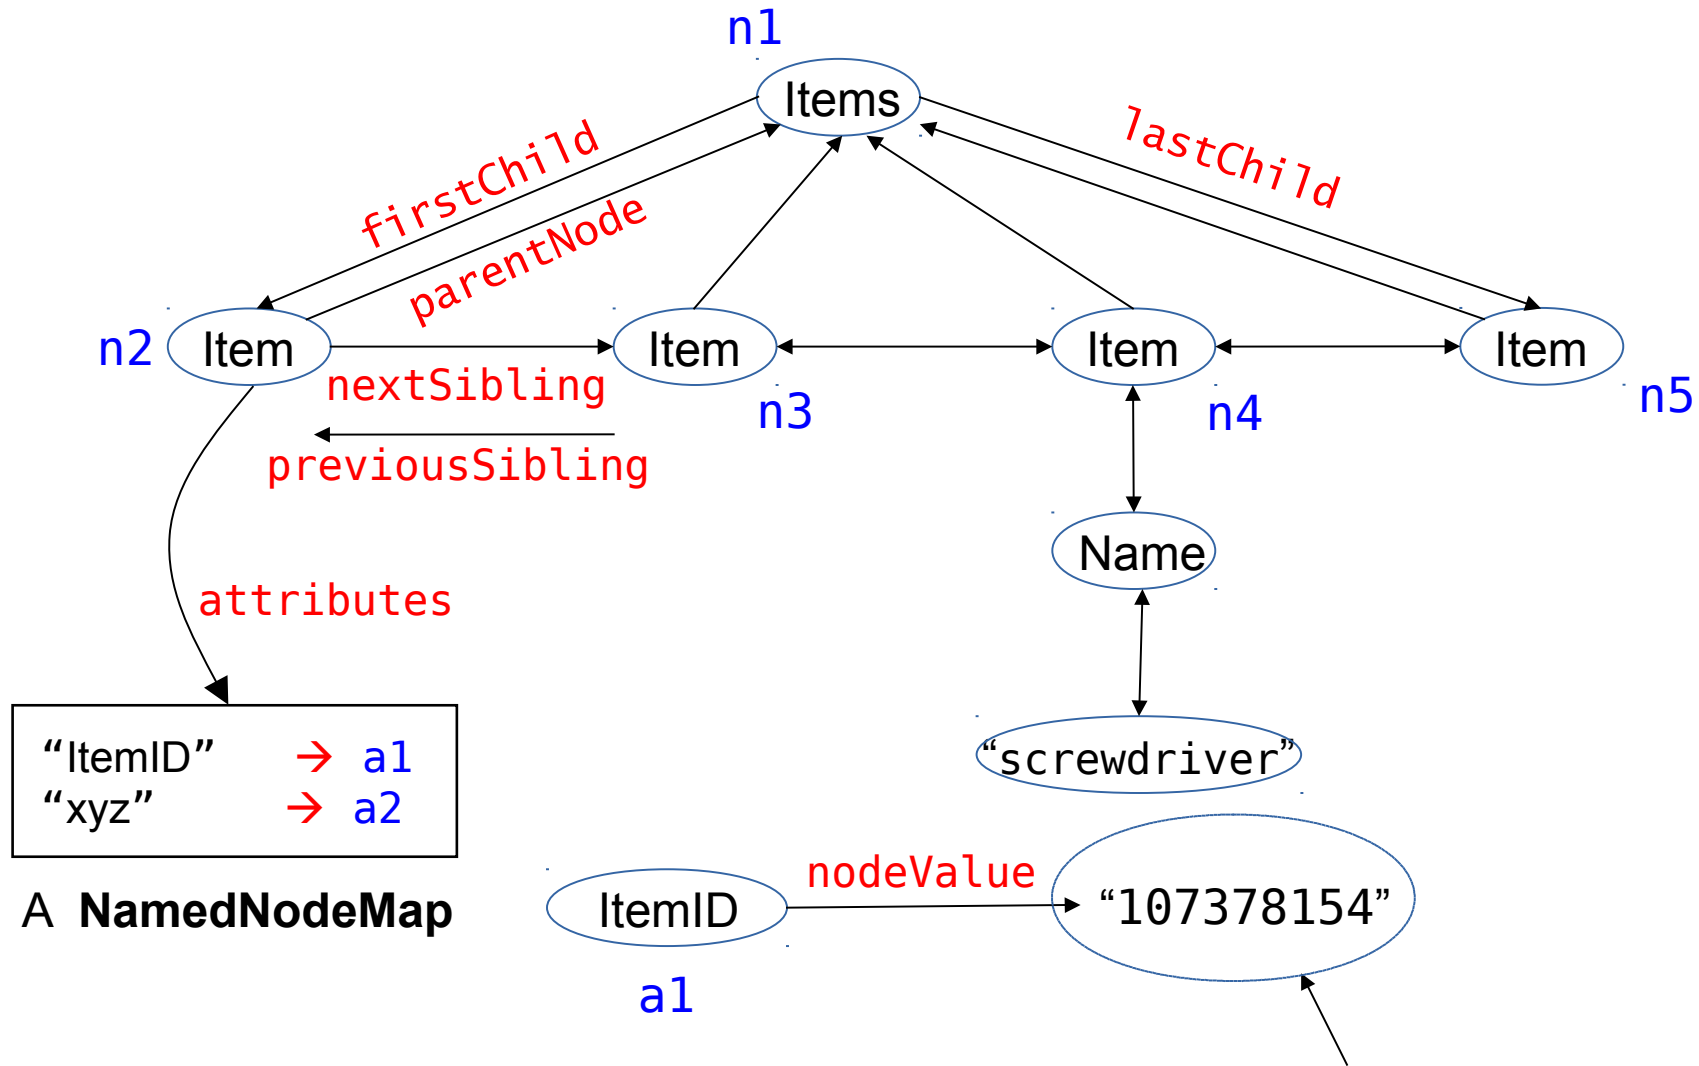 n1
Items
firstChild
lastChild
parentNode
n2
Item
Item
Item
Item
nextSibling
n3
n4
n5
previousSibling
Name
attributes
“ItemID” → a1
“xyz” → a2
“screwdriver”
A NamedNodeMap
ItemID
nodeValue
“107378154”
a1